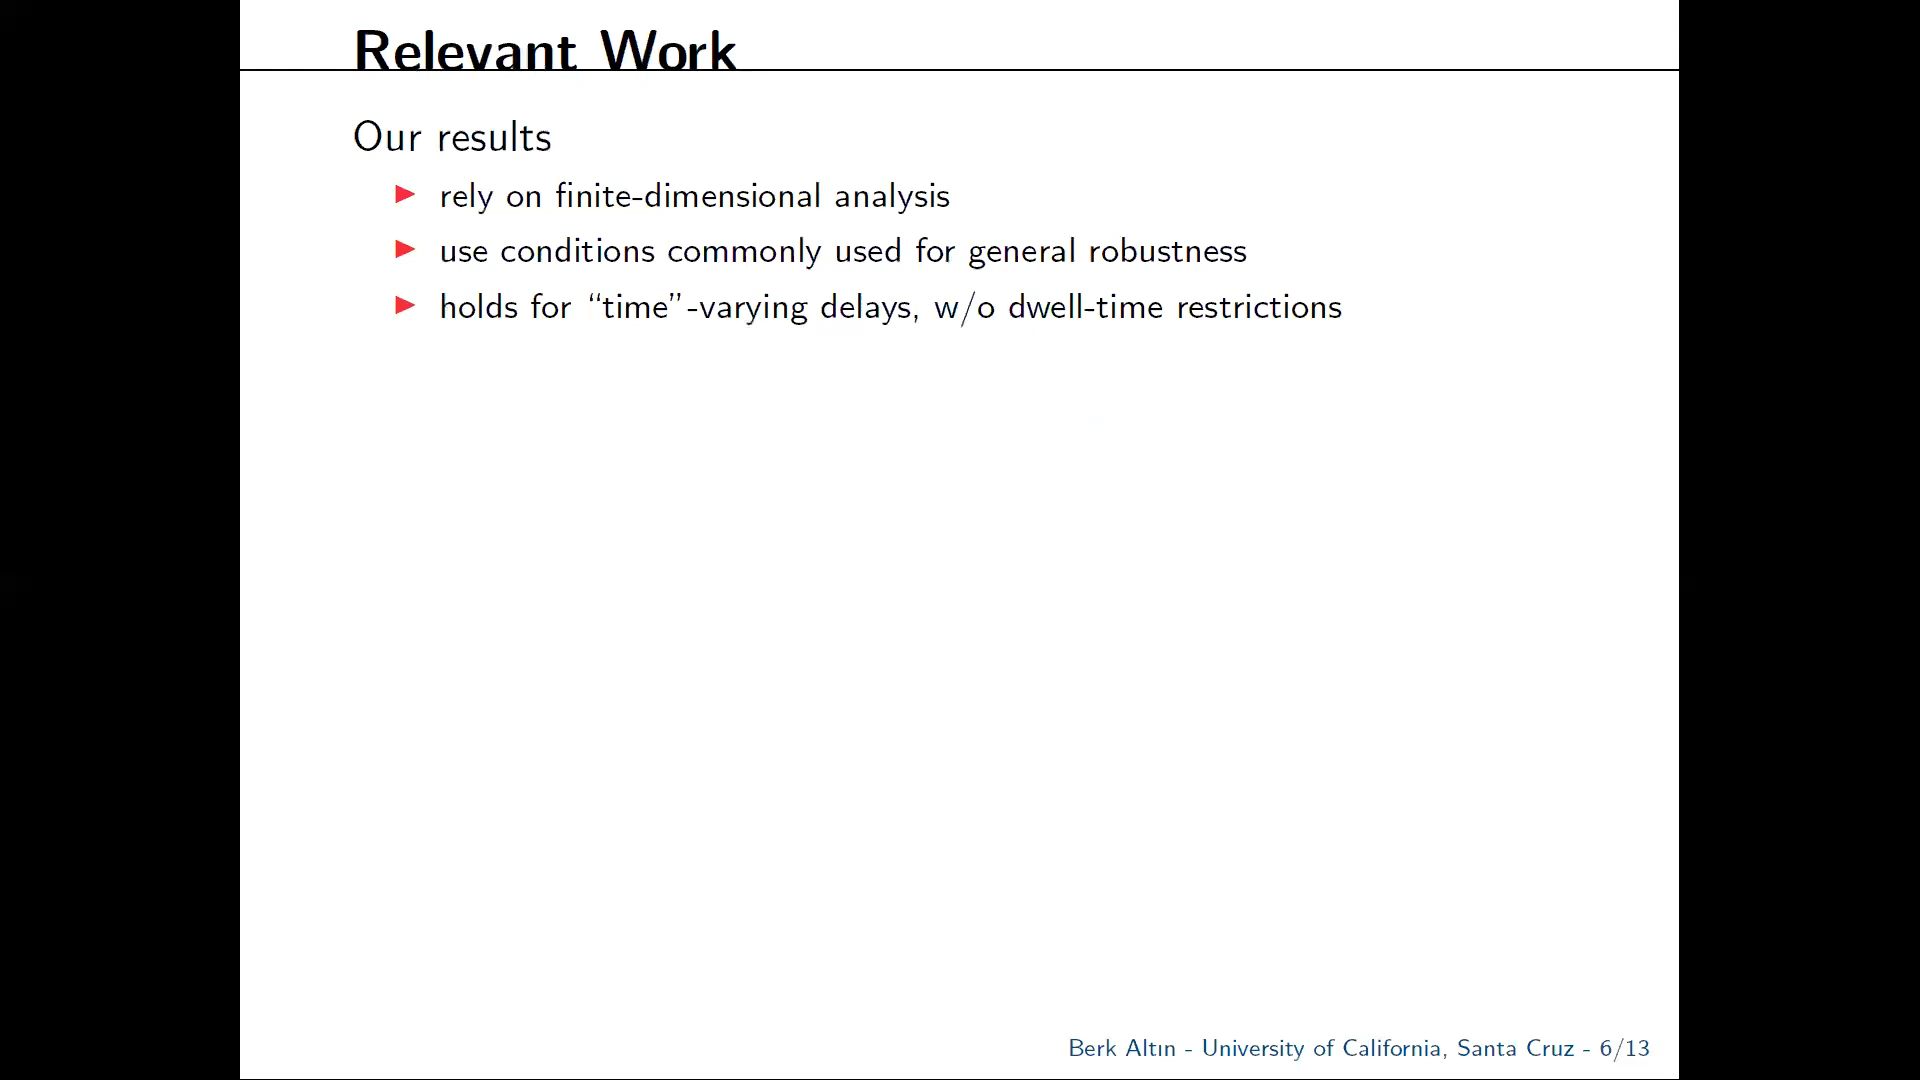 Relevant Work
Our results
rely on finite-dimensional analysis
use conditions commonly used for general robustness
holds for “time”-varying delays, w/o dwell-time restrictions
Berk Altın - University of California, Santa Cruz - 6/13